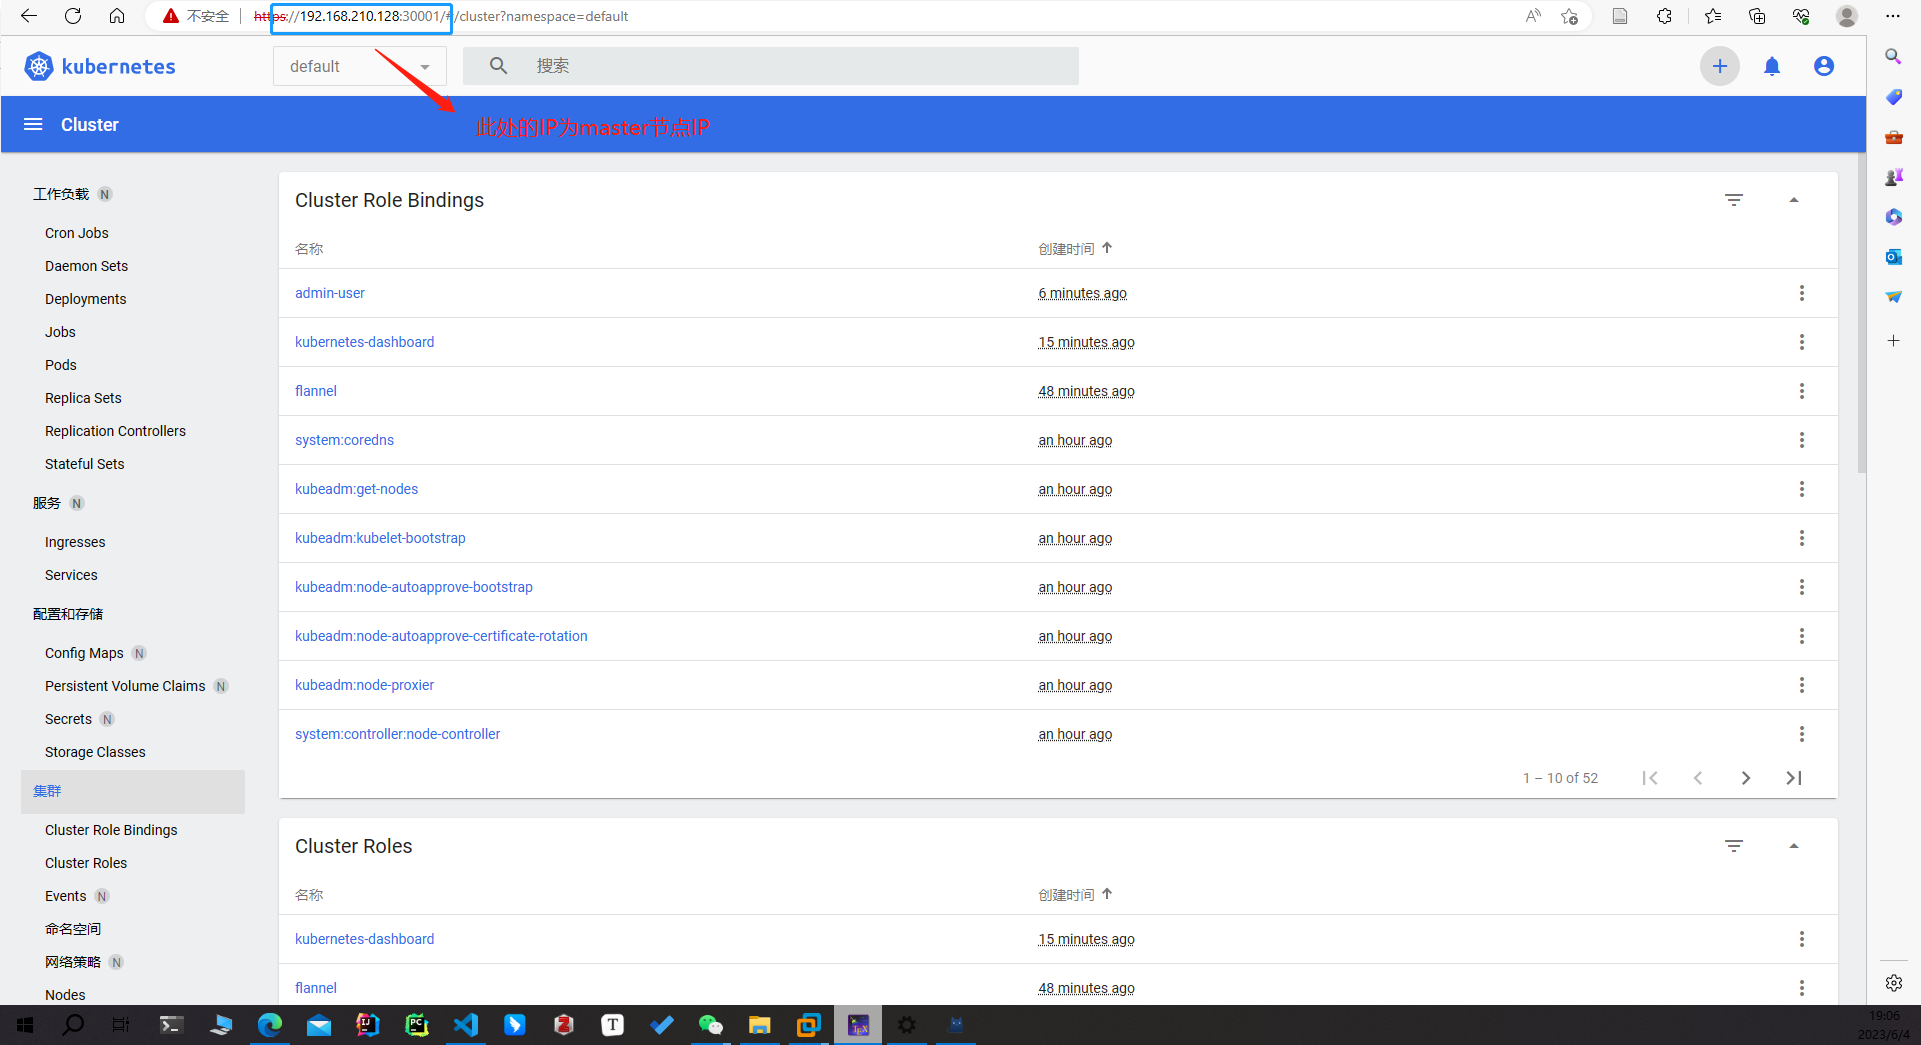 不安全 https://192.168.210.128:30001/#/cluster?namespace=default
kubernetes default 搜索
Cluster
此处的IP为master节点IP
工作负载 N
Cron Jobs
Daemon Sets
Deployments
Jobs
Pods
Replica Sets
Replication Controllers
Stateful Sets
服务 N
Ingresses
Services
配置和存储
Config Maps N
Persistent Volume Claims N
Secrets N
Storage Classes
集群
Cluster Role Bindings
Cluster Roles
Events N
命名空间
网络策略 N
Nodes
Cluster Role Bindings
名称 创建时间
admin-user 6 minutes ago
kubernetes-dashboard 15 minutes ago
flannel 48 minutes ago
system:coredns an hour ago
kubeadm:get-nodes an hour ago
kubeadm:kubelet-bootstrap an hour ago
kubeadm:node-autoapprove-bootstrap an hour ago
kubeadm:node-autoapprove-certificate-rotation an hour ago
kubeadm:node-proxier an hour ago
system:controller:node-controller an hour ago
1 – 10 of 52
Cluster Roles
名称 创建时间
kubernetes-dashboard 15 minutes ago
flannel 48 minutes ago
19:06
2023/6/4